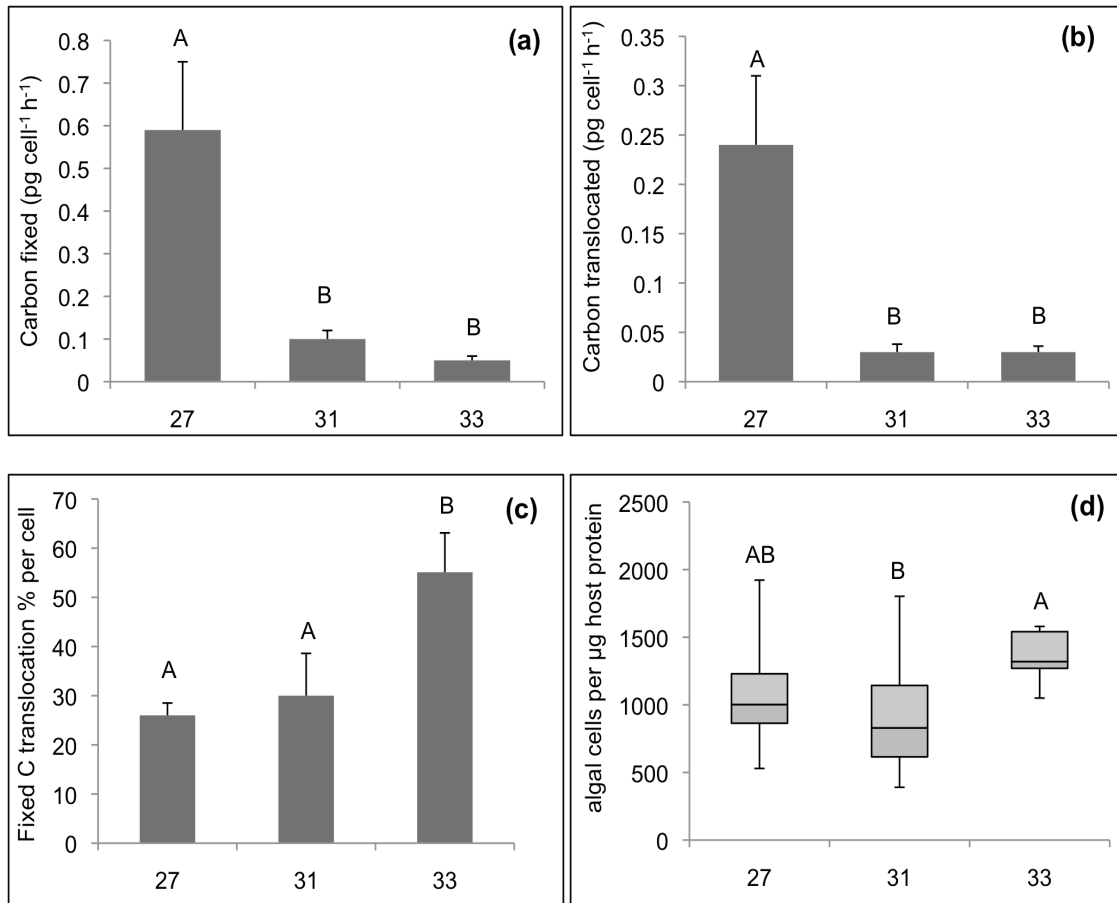 (a)
Carbon fixed (pg cell⁻¹ h⁻¹)
0.8
0.7
0.6
0.5
0.4
0.3
0.2
0.1
0
A
B
B
27 31 33
(b)
Carbon translocated (pg cell⁻¹ h⁻¹)
0.35
0.3
0.25
0.2
0.15
0.1
0.05
0
A
B
B
27 31 33
(c)
Fixed C translocation % per cell
70
60
50
40
30
20
10
0
A
A
B
27 31 33
(d)
algal cells per µg host protein
2500
2000
1500
1000
500
0
AB
B
A
27 31 33